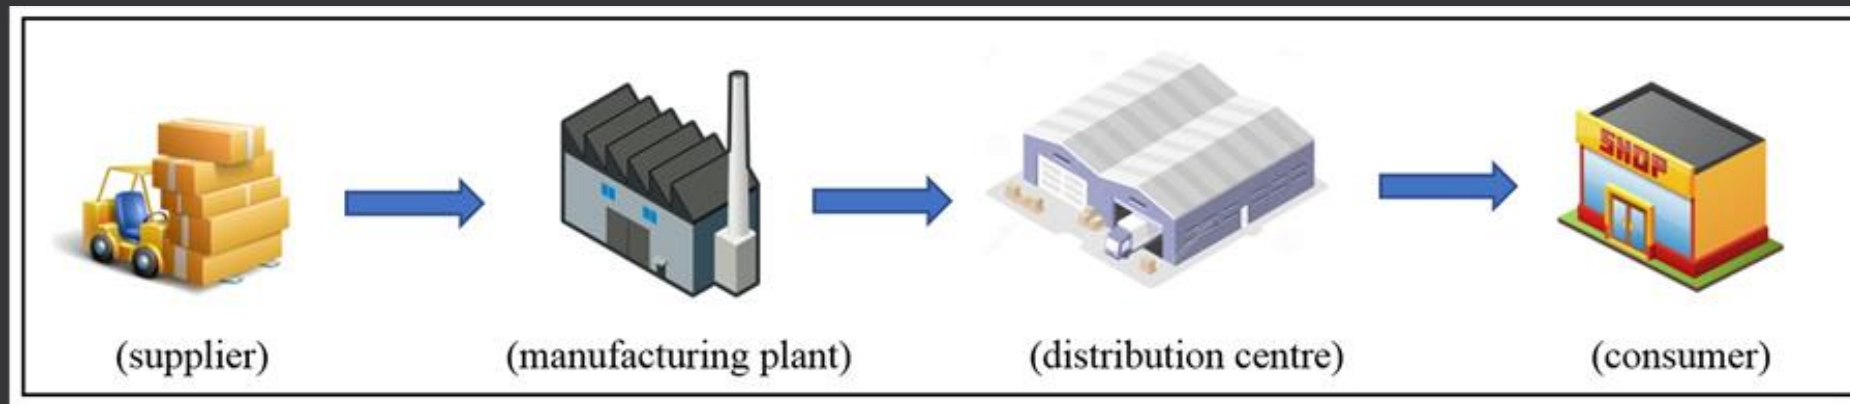 SHOP
(supplier)
(manufacturing plant)
(distribution centre)
(consumer)